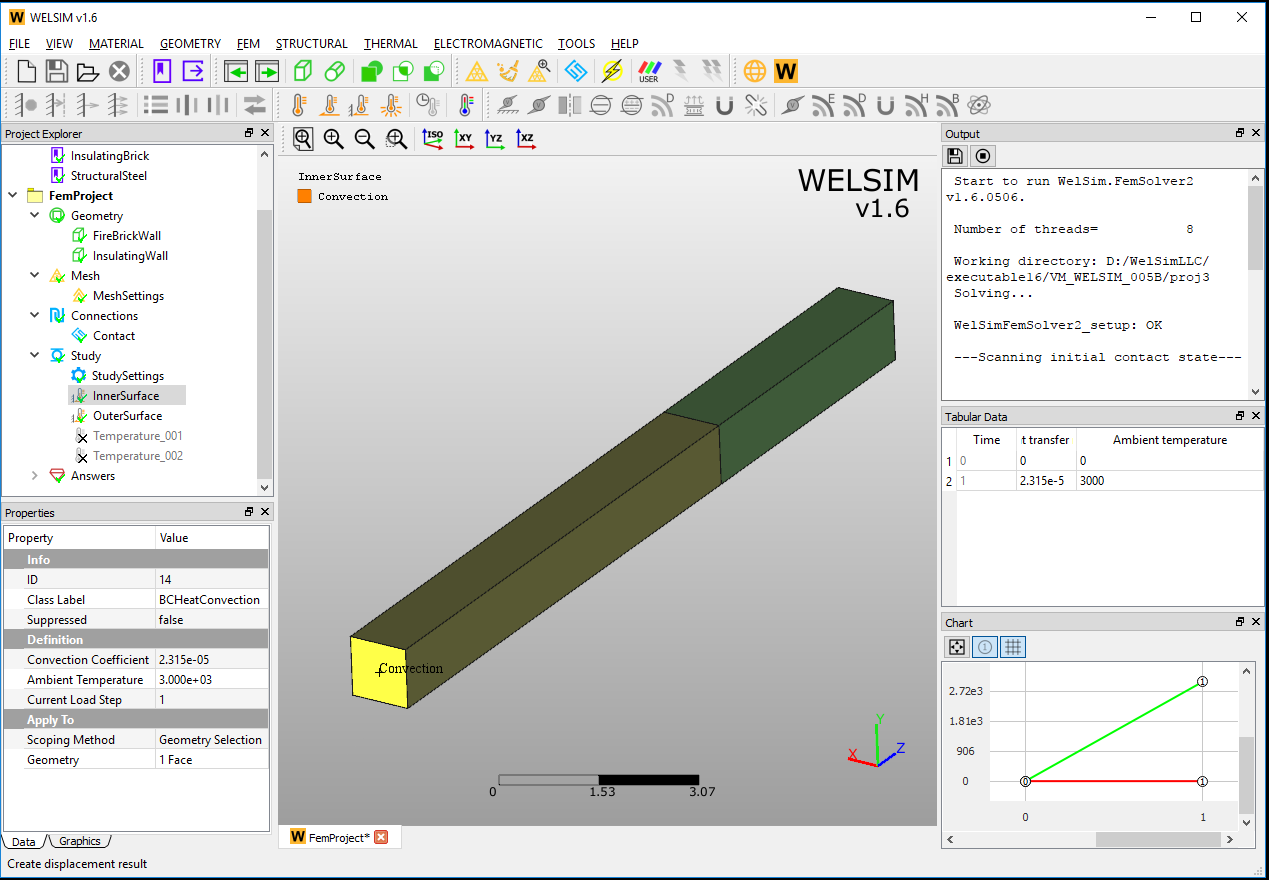 WELSIM v1.6
FILE VIEW MATERIAL GEOMETRY FEM STRUCTURAL THERMAL ELECTROMAGNETIC TOOLS HELP
USER
W
E D H B
Project Explorer
InsulatingBrick
StructuralSteel
FemProject
Geometry
FireBrickWall
InsulatingWall
Mesh
MeshSettings
Connections
Contact
Study
StudySettings
InnerSurface
OuterSurface
Temperature_001
Temperature_002
Answers
Properties
Property Value
Info
ID 14
Class Label BCHeatConvection
Suppressed false
Definition
Convection Coefficient 2.315e-05
Ambient Temperature 3.000e+03
Current Load Step 1
Apply To
Scoping Method Geometry Selection
Geometry 1 Face
Data Graphics
Create displacement result
ISO XY YZ XZ
InnerSurface
Convection
WELSIM
v1.6
Convection
Y
X Z
0 1.53 3.07
FemProject*
Output
Start to run WelSim.FemSolver2
v1.6.0506.
Number of threads= 8
Working directory: D:/WelSimLLC/
executable16/VM_WELSIM_005B/proj3
Solving...
WelSimFemSolver2_setup: OK
---Scanning initial contact state---
Tabular Data
Time t transfer Ambient temperature
1 0 0 0
2 1 2.315e-5 3000
Chart
2.72e3
1.81e3
906
0
0 1